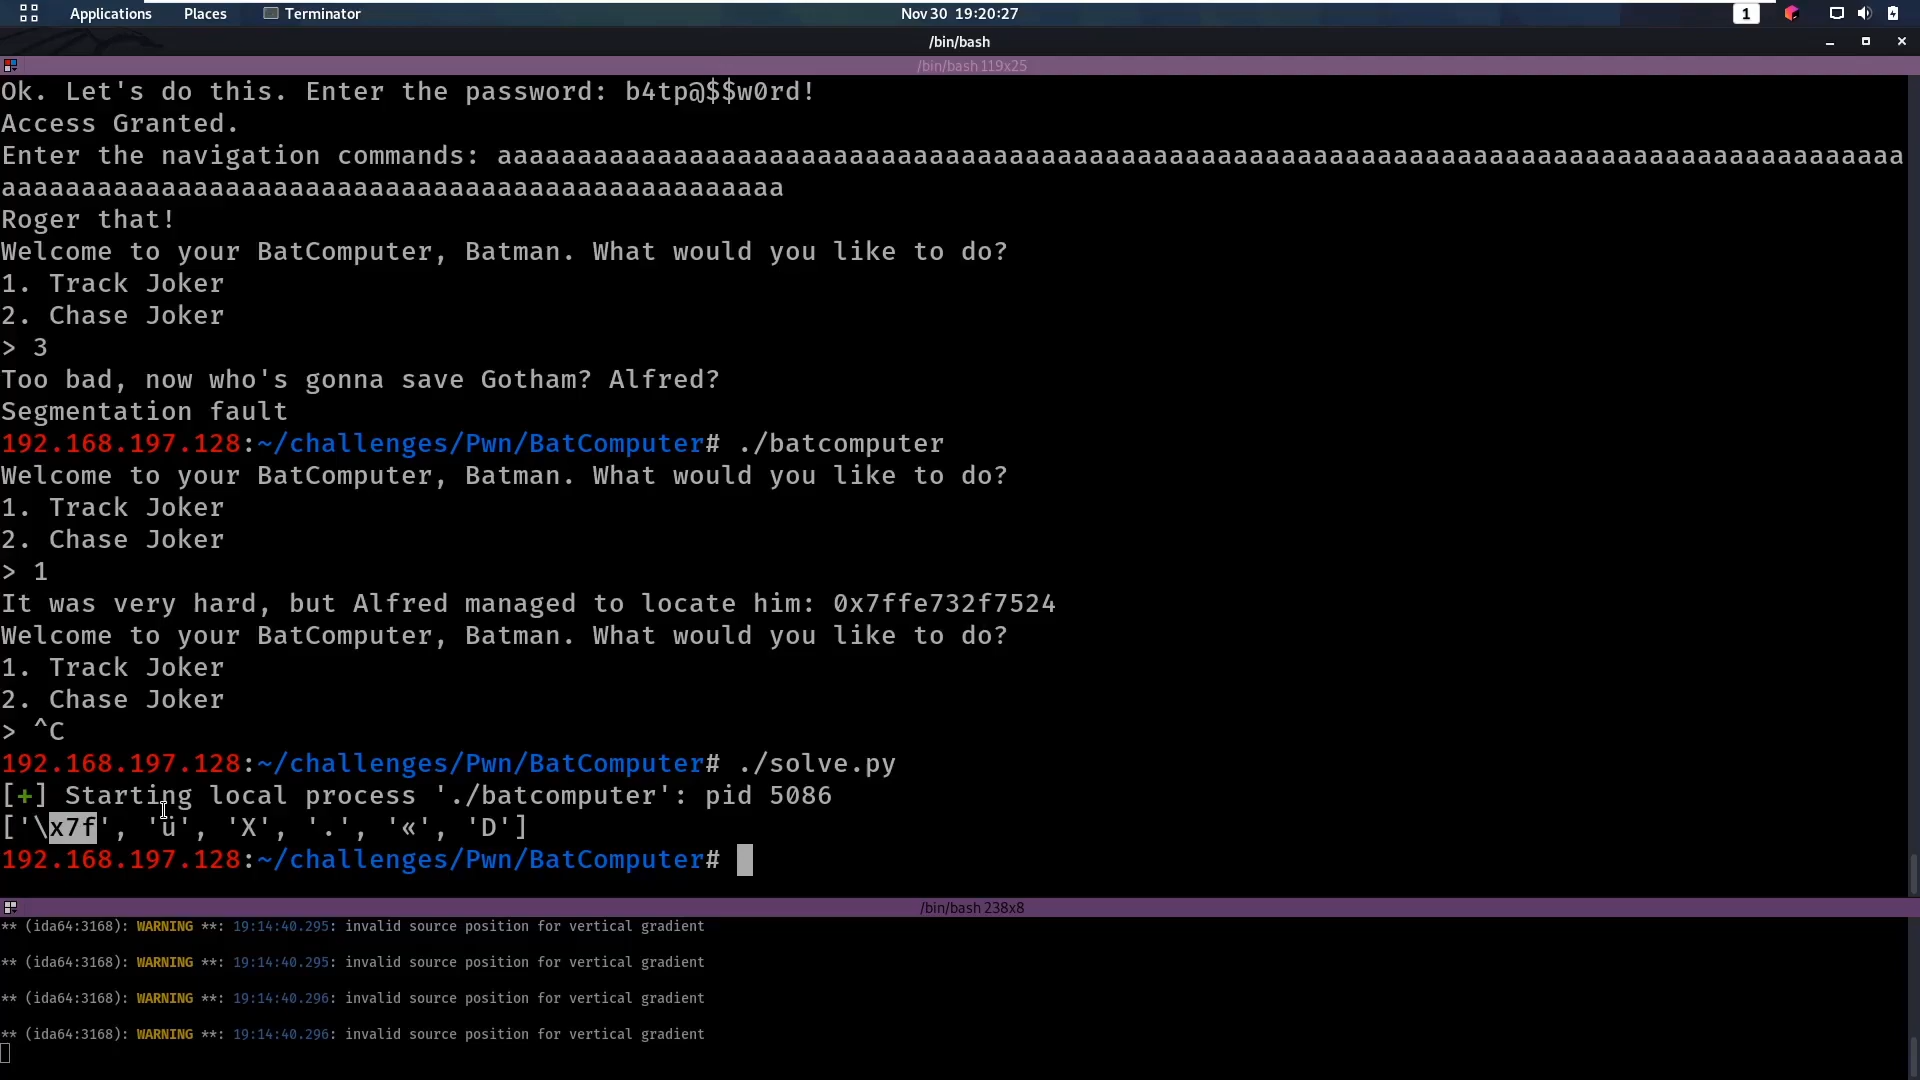 Applications Places Terminator Nov 30 19:20:27 1
/bin/bash
/bin/bash 119x25
Ok. Let's do this. Enter the password: b4tp@$$w0rd!
Access Granted.
Enter the navigation commands: aaaaaaaaaaaaaaaaaaaaaaaaaaaaaaaaaaaaaaaaaaaaaaaaaaaaaaaaaaaaaaaaaaaaaaaaaaaaaaaaaaaaaaaa
aaaaaaaaaaaaaaaaaaaaaaaaaaaaaaaaaaaaaaaaaaaaaaaaa
Roger that!
Welcome to your BatComputer, Batman. What would you like to do?
1. Track Joker
2. Chase Joker
> 3
Too bad, now who's gonna save Gotham? Alfred?
Segmentation fault
192.168.197.128:~/challenges/Pwn/BatComputer# ./batcomputer
Welcome to your BatComputer, Batman. What would you like to do?
1. Track Joker
2. Chase Joker
> 1
It was very hard, but Alfred managed to locate him: 0x7ffe732f7524
Welcome to your BatComputer, Batman. What would you like to do?
1. Track Joker
2. Chase Joker
> ^C
192.168.197.128:~/challenges/Pwn/BatComputer# ./solve.py
[+] Starting local process './batcomputer': pid 5086
['\x7f', 'ü', 'X', '.', '«', 'D']
192.168.197.128:~/challenges/Pwn/BatComputer#
/bin/bash 238x8
** (ida64:3168): WARNING **: 19:14:40.295: invalid source position for vertical gradient
** (ida64:3168): WARNING **: 19:14:40.295: invalid source position for vertical gradient
** (ida64:3168): WARNING **: 19:14:40.296: invalid source position for vertical gradient
** (ida64:3168): WARNING **: 19:14:40.296: invalid source position for vertical gradient